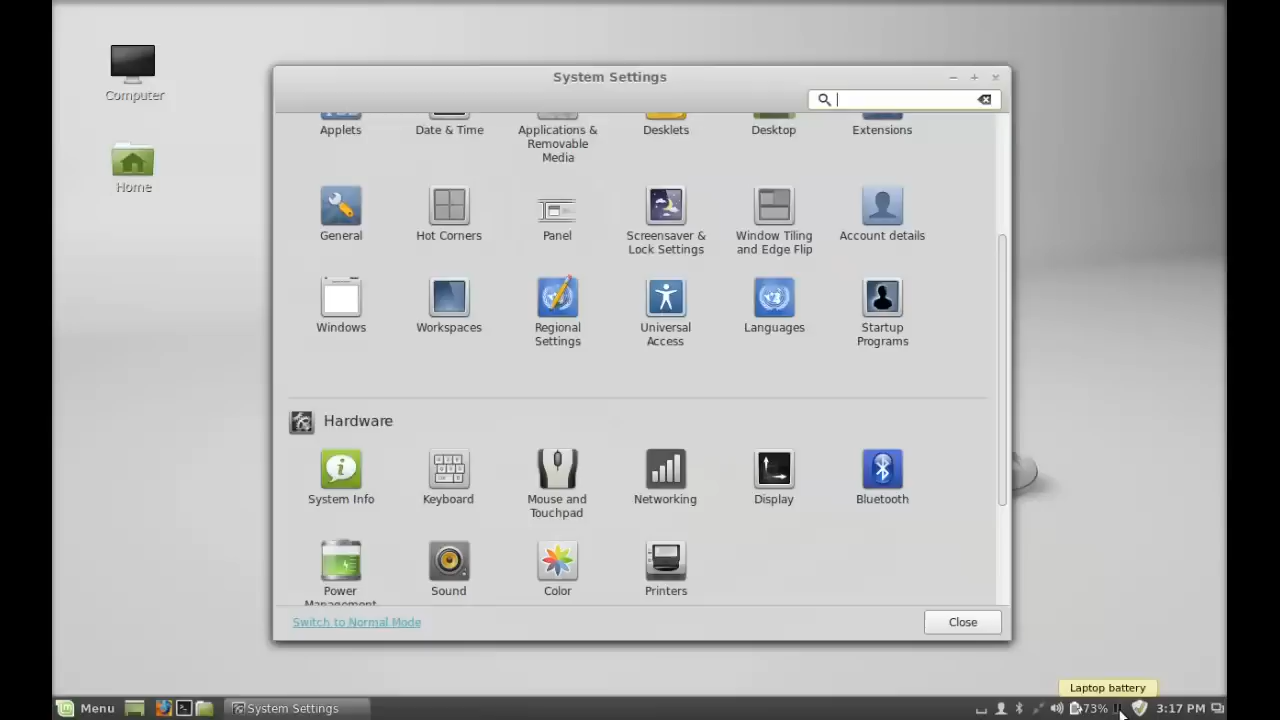 Computer
Home
System Settings
Applets
Date & Time
Applications &
Removable
Media
Desklets
Desktop
Extensions
General
Hot Corners
Panel
Screensaver &
Lock Settings
Window Tiling
and Edge Flip
Account details
Windows
Workspaces
Regional
Settings
Universal
Access
Languages
Startup
Programs
Hardware
System Info
Keyboard
Mouse and
Touchpad
Networking
Display
Bluetooth
Power
Management
Sound
Color
Printers
Switch to Normal Mode
Close
Laptop battery
Menu
System Settings
73%
3:17 PM